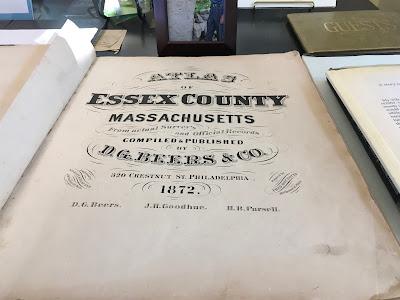 ATLAS
OF
ESSEX COUNTY
MASSACHUSETTS
From actual Surveys
and Official Records
COMPILED & PUBLISHED
BY
D.G. BEERS & CO.
320 CHESTNUT ST. PHILADELPHIA
1872.
D.G. Beers. J.H. Goodhue. H.B. Parsell.
GUESTS